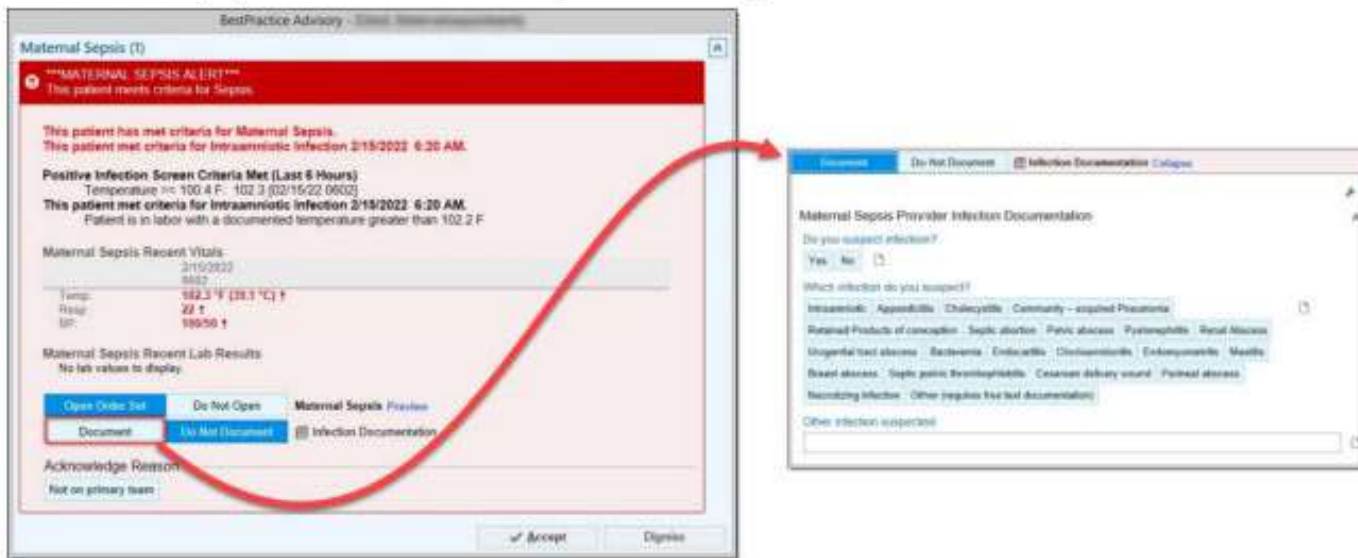 BestPractice Advisory -
Maternal Sepsis (1)
***MATERNAL SEPSIS ALERT***
This patient meets criteria for Sepsis.
This patient has met criteria for Maternal Sepsis.
This patient met criteria for Intraamniotic Infection 2/15/2022 6:20 AM.
Positive Infection Screen Criteria Met (Last 6 Hours)
Temperature >= 100.4 F: 102.3 [02/15/22 0602]
This patient met criteria for Intraamniotic Infection 2/15/2022 6:20 AM.
Patient is in labor with a documented temperature greater than 102.2 F
Maternal Sepsis Recent Vitals
2/15/2022
0602
Temp: 102.3 °F (39.1 °C) ↑
Resp: 22 ↑
BP: 100/50 ↑
Maternal Sepsis Recent Lab Results
No lab values to display.
Open Order Set Do Not Open Maternal Sepsis Preview
Document Do Not Document Infection Documentation
Acknowledge Reason
Not on primary team
✓ Accept Dismiss
Document Do Not Document Infection Documentation Collapse
Maternal Sepsis Provider Infection Documentation
Do you suspect infection?
Yes No
Which infection do you suspect?
Intraamniotic Appendicitis Cholecystitis Community – acquired Pneumonia
Retained Products of conception Septic abortion Pelvic abscess Pyelonephritis Renal Abscess
Urogenital tract abscess Bacteremia Endocarditis Chorioamnionitis Endomyometritis Mastitis
Breast abscess Septic pelvic thrombophlebitis Cesarean delivery wound Perineal abscess
Necrotizing infection Other (requires free text documentation)
Other infection suspected